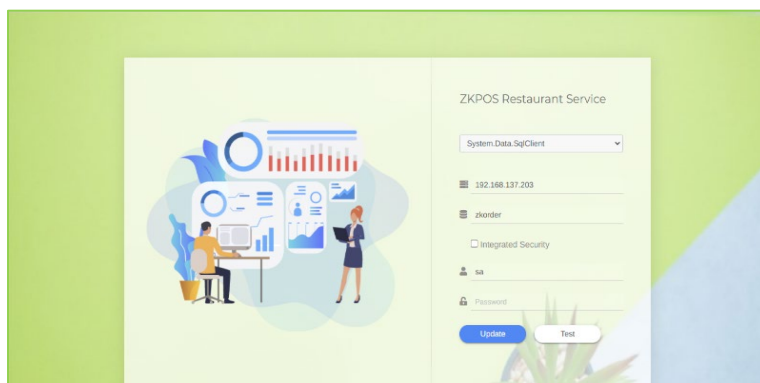 ZKPOS Restaurant Service
System.Data.SqlClient
192.168.137.203
zkorder
Integrated Security
sa
Password
Update
Test